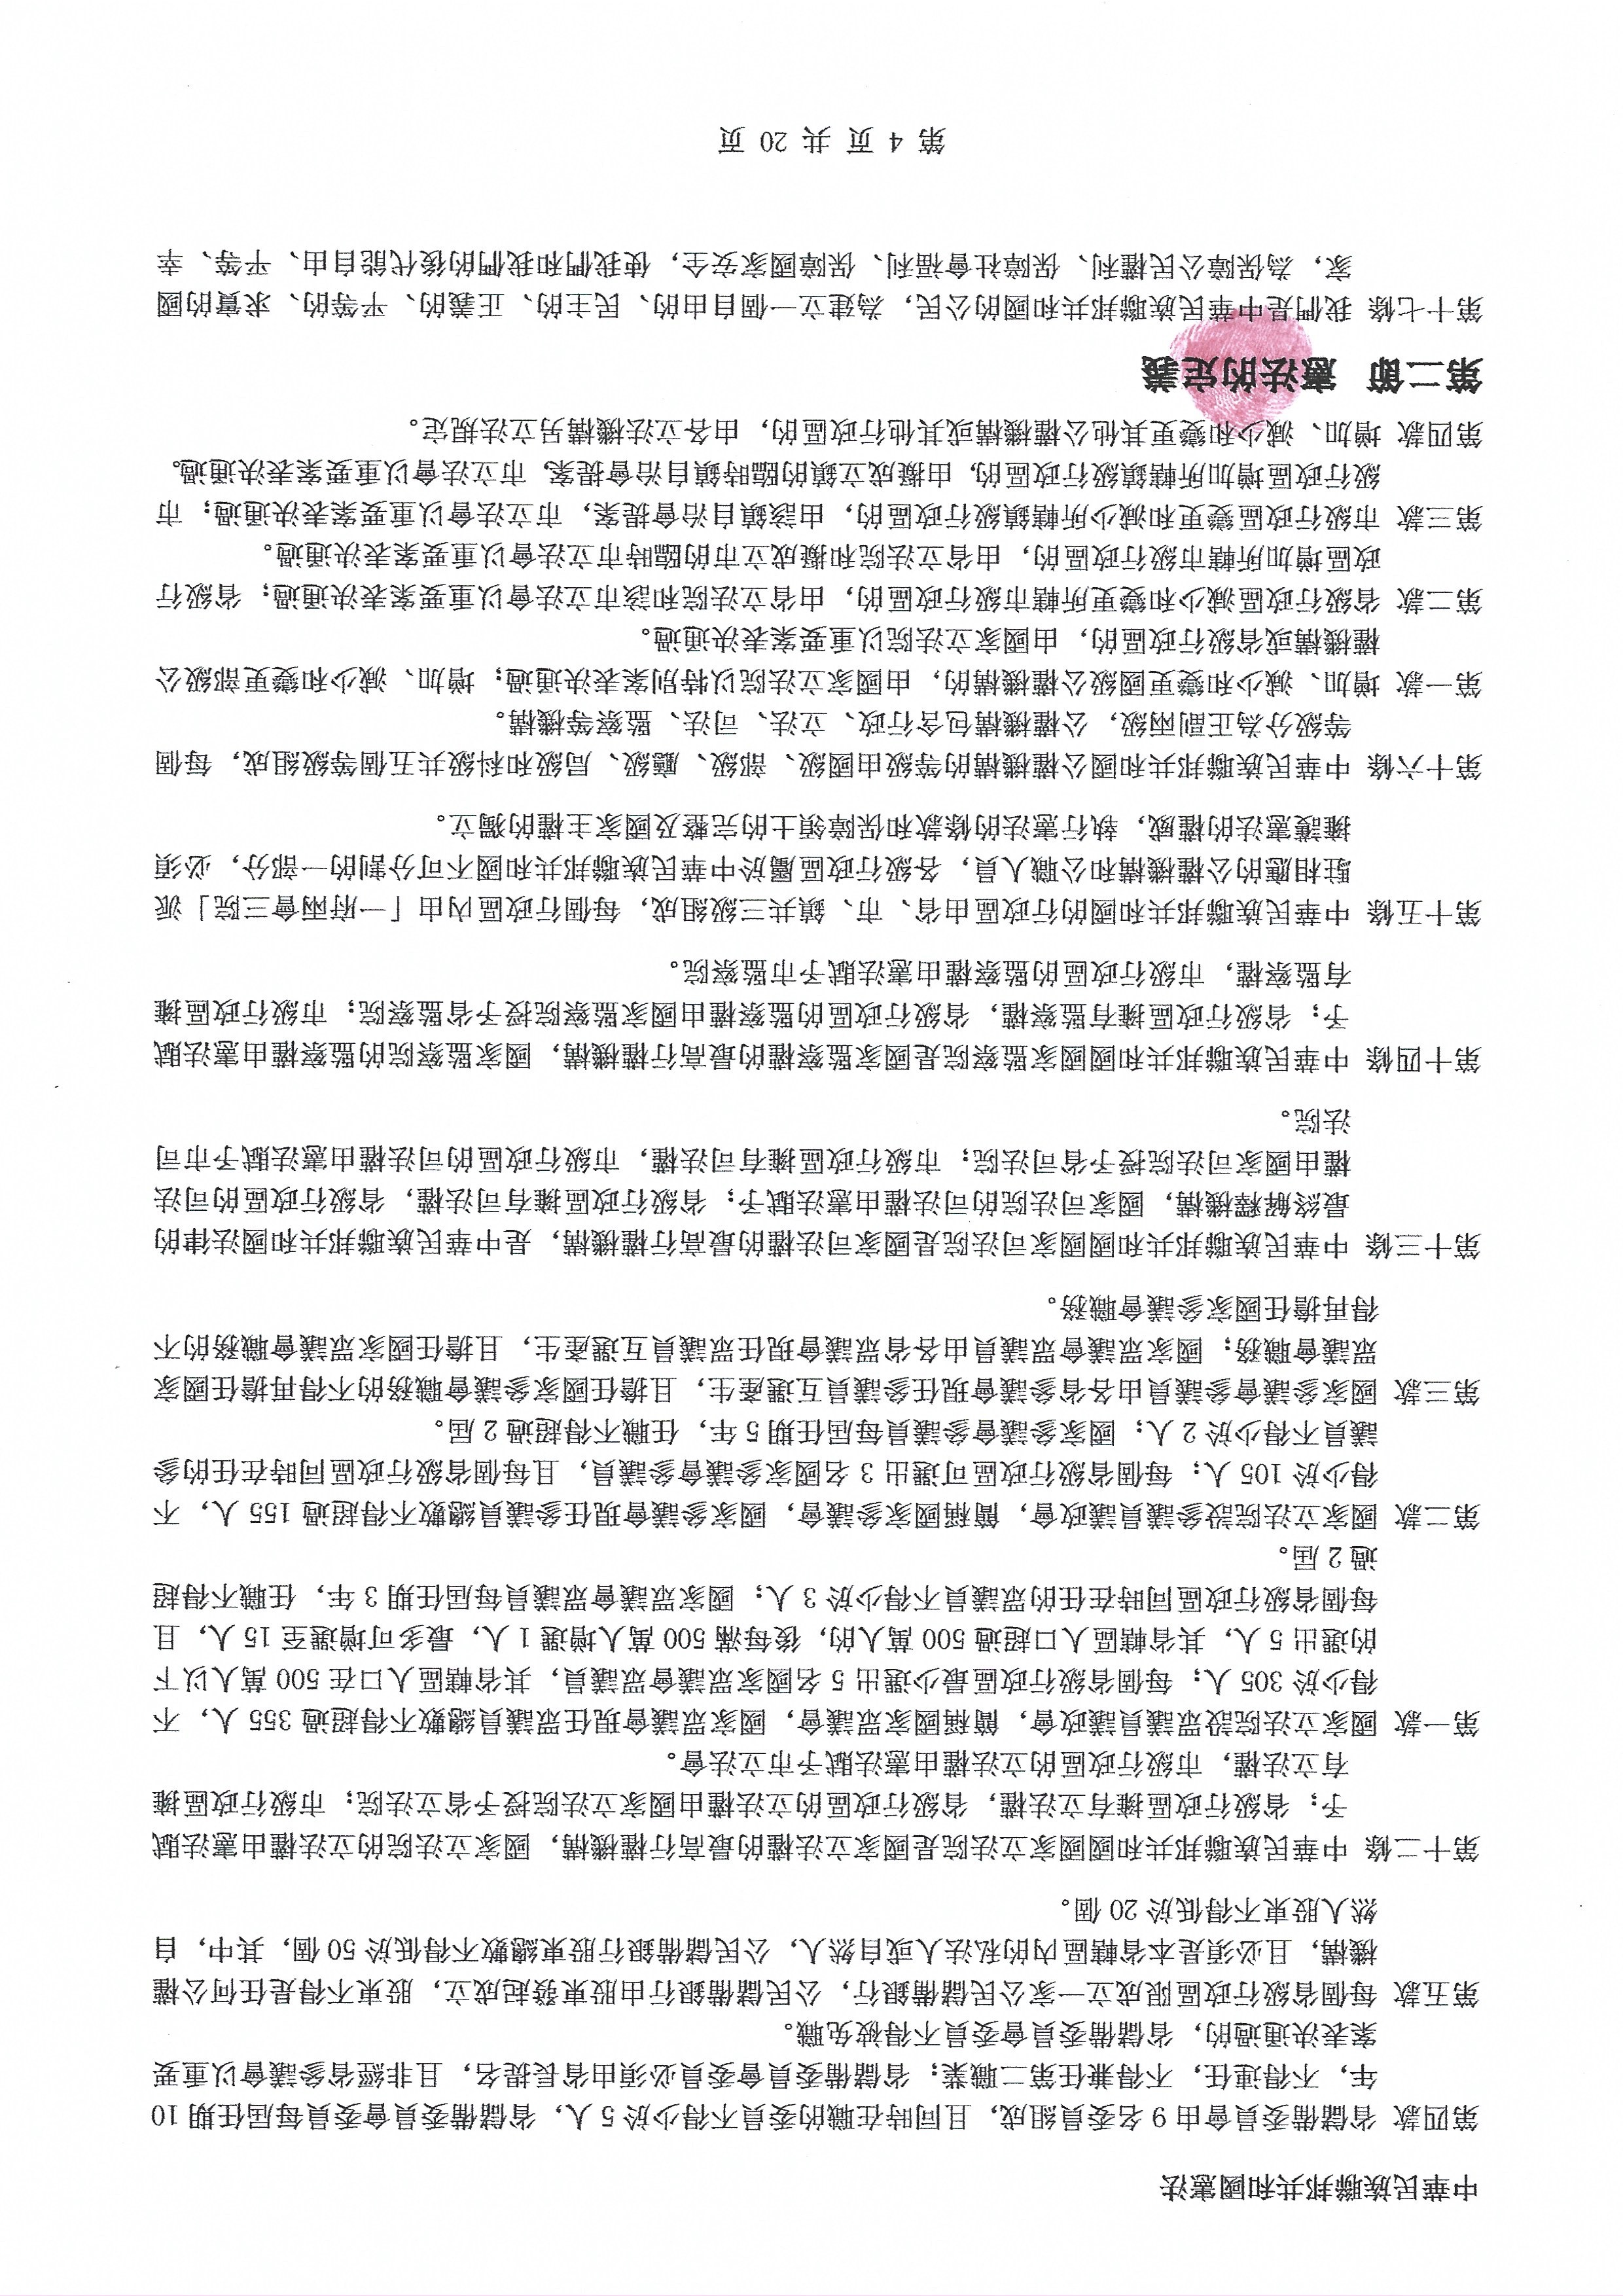 中華民族聯邦共和國憲法
第四款 省儲備委員會由 9 名委員組成，且同時在職的委員不得少於 5 人，省儲備委員會委員每屆任期 10
年，不得連任，不得兼任第二職業；省儲備委員會委員必須由省長提名，且非經省參議會以重要
案表決通過的，省儲備委員會委員不得被免職。
第五款 每個省級行政區限成立一家公民儲備銀行，公民儲備銀行由股東發起成立，股東不得是任何公權
機構，且必須是本省轄區內的私法人或自然人，公民儲備銀行股東總數不得低於 50 個，其中，自
然人股東不得低於 20 個。
第十二條 中華民族聯邦共和國國家立法院是國家立法權的最高行權機構，國家立法院的立法權由憲法賦
予；省級行政區擁有立法權，省級行政區的立法權由國家立法院授予省立法院；市級行政區擁
有立法權，市級行政區的立法權由憲法賦予市立法會。
第一款 國家立法院設眾議員議政會，簡稱國家眾議會，國家眾議會現任眾議員總數不得超過 355 人，不
得少於 305 人；每個省級行政區最少選出 5 名國家眾議會眾議員，其省轄區人口在 500 萬人以下
的選出 5 人，其省轄區人口超過 500 萬人的，後每滿 500 萬人增選 1 人，最多可增選至 15 人，且
每個省級行政區同時在任的眾議員不得少於 3 人；國家眾議會眾議員每屆任期 3 年，任職不得超
過 2 屆。
第二款 國家立法院設參議員議政會，簡稱國家參議會，國家參議會現任參議員總數不得超過 155 人，不
得少於 105 人；每個省級行政區可選出 3 名國家參議會參議員，且每個省級行政區同時在任的參
議員不得少於 2 人；國家參議會參議員每屆任期 5 年，任職不得超過 2 屆。
第三款 國家參議會參議員由各省參議會現任參議員互選產生，且擔任國家參議會職務的不得再擔任國家
眾議會職務；國家眾議會眾議員由各省眾議會現任眾議員互選產生，且擔任國家眾議會職務的不
得再擔任國家參議會職務。
第十三條 中華民族聯邦共和國國家司法院是國家司法權的最高行權機構，是中華民族聯邦共和國法律的
最終解釋機構，國家司法院的司法權由憲法賦予；省級行政區擁有司法權，省級行政區的司法
權由國家司法院授予省司法院；市級行政區擁有司法權，市級行政區的司法權由憲法賦予市司
法院。
第十四條 中華民族聯邦共和國國家監察院是國家監察權的最高行權機構，國家監察院的監察權由憲法賦
予；省級行政區擁有監察權，省級行政區的監察權由國家監察院授予省監察院；市級行政區擁
有監察權，市級行政區的監察權由憲法賦予市監察院。
第十五條 中華民族聯邦共和國的行政區由省、市、鎮共三級組成，每個行政區內由「一府兩會三院」派
駐相應的公權機構和公職人員，各級行政區屬於中華民族聯邦共和國不可分割的一部分，必須
擁護憲法的權威，執行憲法的條款和保障領土的完整及國家主權的獨立。
第十六條 中華民族聯邦共和國公權機構的等級由國級、部級、廳級、局級和科級共五個等級組成，每個
等級分為正副兩級，公權機構包含行政、立法、司法、監察等機構。
第一款 增加、減少和變更國級公權機構的，由國家立法院以特別案表決通過；增加、減少和變更部級公
權機構或省級行政區的，由國家立法院以重要案表決通過。
第二款 省級行政區減少和變更所轄市級行政區的，由省立法院和該市立法會以重要案表決通過；省級行
政區增加所轄市級行政區的，由省立法院和擬成立市的臨時市立法會以重要案表決通過。
第三款 市級行政區變更和減少所轄鎮級行政區的，由該鎮自治會提案，市立法會以重要案表決通過；市
級行政區增加所轄鎮級行政區的，由擬成立鎮的臨時鎮自治會提案，市立法會以重要案表決通過。
第四款 增加、減少和變更其他公權機構或其他行政區的，由各立法機構另立法規定。
第二節 憲法的定義
第十七條 我們是中華民族聯邦共和國的公民，為建立一個自由的、民主的、正義的、平等的、求實的國
家，為保障公民權利、保障社會福利、保障國家安全，使我們和我們的後代能自由、平等、幸
第 4 页 共 20 页